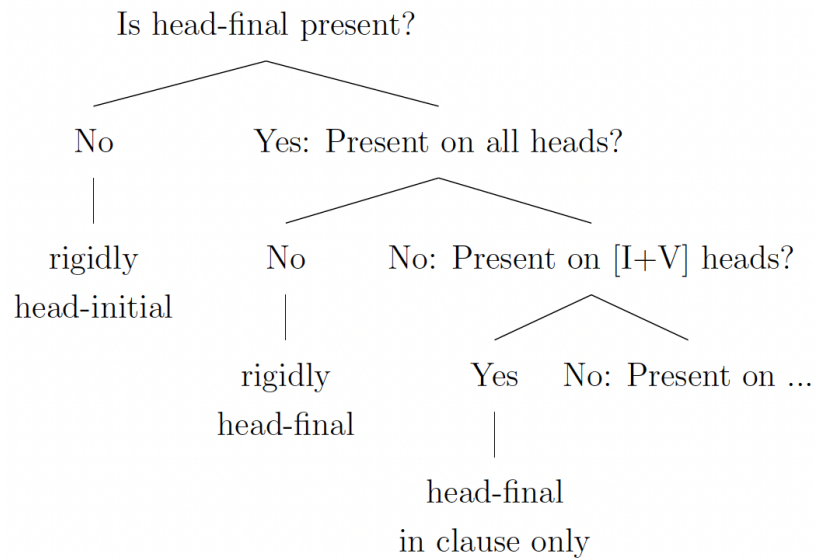 Is head-final present?
No
Yes: Present on all heads?
rigidly
head-initial
No
No: Present on [I+V] heads?
rigidly
head-final
Yes
No: Present on ...
head-final
in clause only